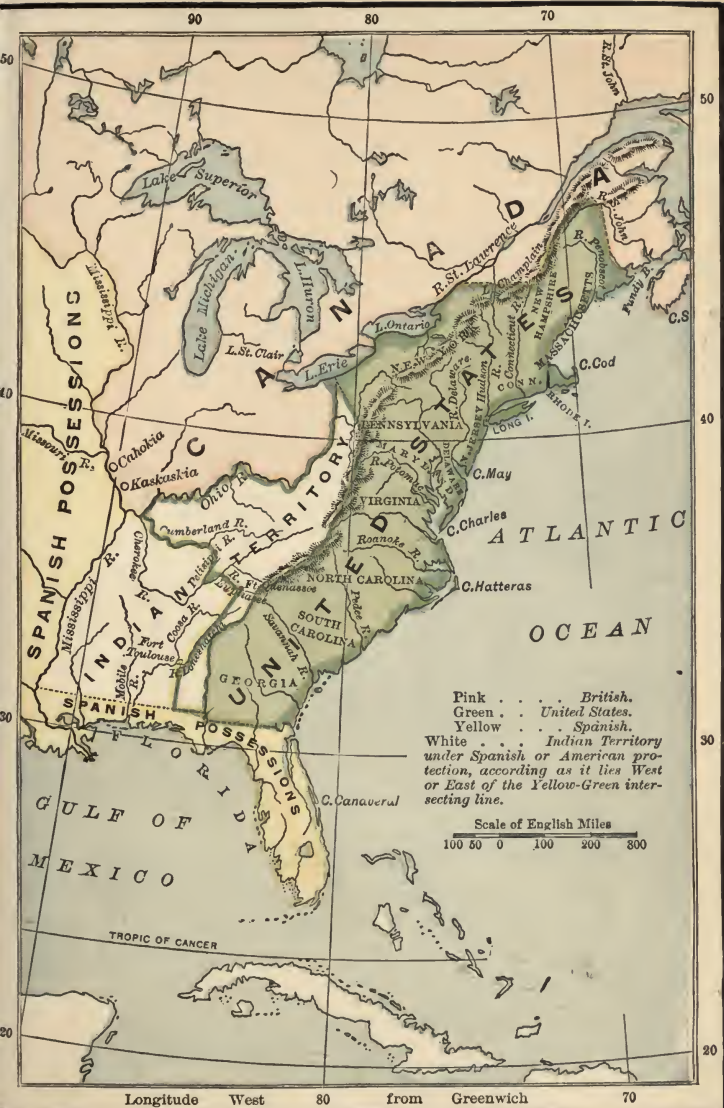 90 80 70
50
50
R. St. John
CANADA
Lake Superior
R. St. John
R. St. Lawrence
Champlain
R. Penobscot
Fundy B.
C.S
Mississippi R.
Lake Michigan
L. Huron
L. Ontario
L. St. Clair
L. Erie
NEW
HAMPSHIRE
MASSACHUSETTS
R. Connecticut
CONN.
C. Cod
RHODE I.
LONG I.
Hudson R.
R. Delaware
NEW
JERSEY
UNITED STATES
40
40
SPANISH POSSESSIONS
Missouri R.
Cahokia
Kaskaskia
Ohio R.
PENNSYLVANIA
MARYLAND
DELAWARE
R. Potomac
C. May
VIRGINIA
C. Charles
ATLANTIC
OCEAN
INDIAN TERRITORY
Cumberland R.
Cherokee R.
Roanoke R.
NORTH CAROLINA
C. Hatteras
SOUTH
CAROLINA
Pedee R.
Savannah R.
GEORGIA
Coosa R.
Fort
Toulouse
Mobile R.
Mississippi R.
30
30
SPANISH POSSESSIONS
FLORIDA
C. Canaveral
GULF OF
MEXICO
Pink . . . . British.
Green . . United States.
Yellow . . . Spanish.
White . . . Indian Territory
under Spanish or American pro-
tection, according as it lies West
or East of the Yellow-Green inter-
secting line.
Scale of English Miles
100 50 0 100 200 300
TROPIC OF CANCER
20
20
Longitude West 80 from Greenwich 70